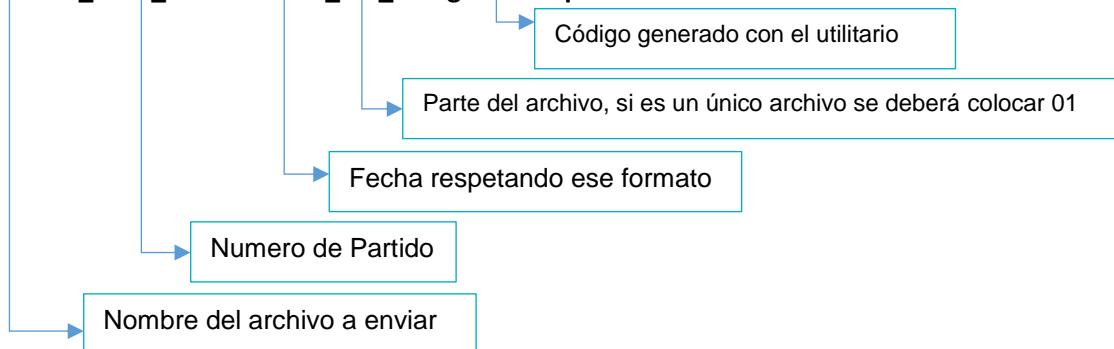 Código generado con el utilitario
Parte del archivo, si es un único archivo se deberá colocar 01
Fecha respetando ese formato
Numero de Partido
Nombre del archivo a enviar